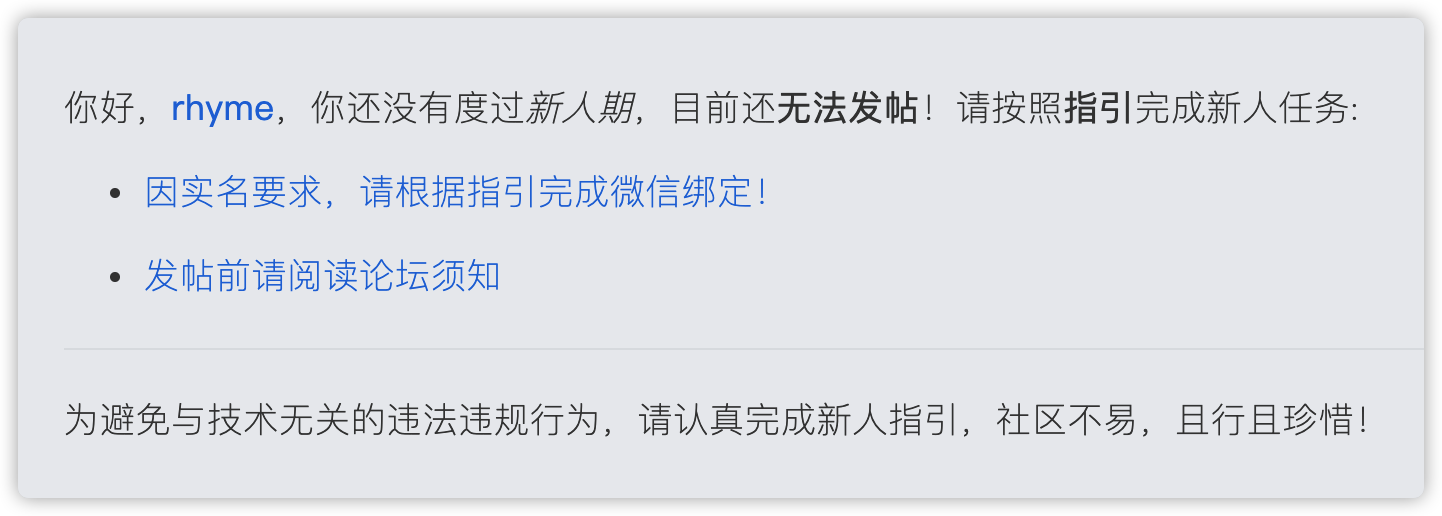 你好，rhyme，你还没有度过新人期，目前还无法发帖！请按照指引完成新人任务:
因实名要求，请根据指引完成微信绑定！
发帖前请阅读论坛须知
为避免与技术无关的违法违规行为，请认真完成新人指引，社区不易，且行且珍惜！